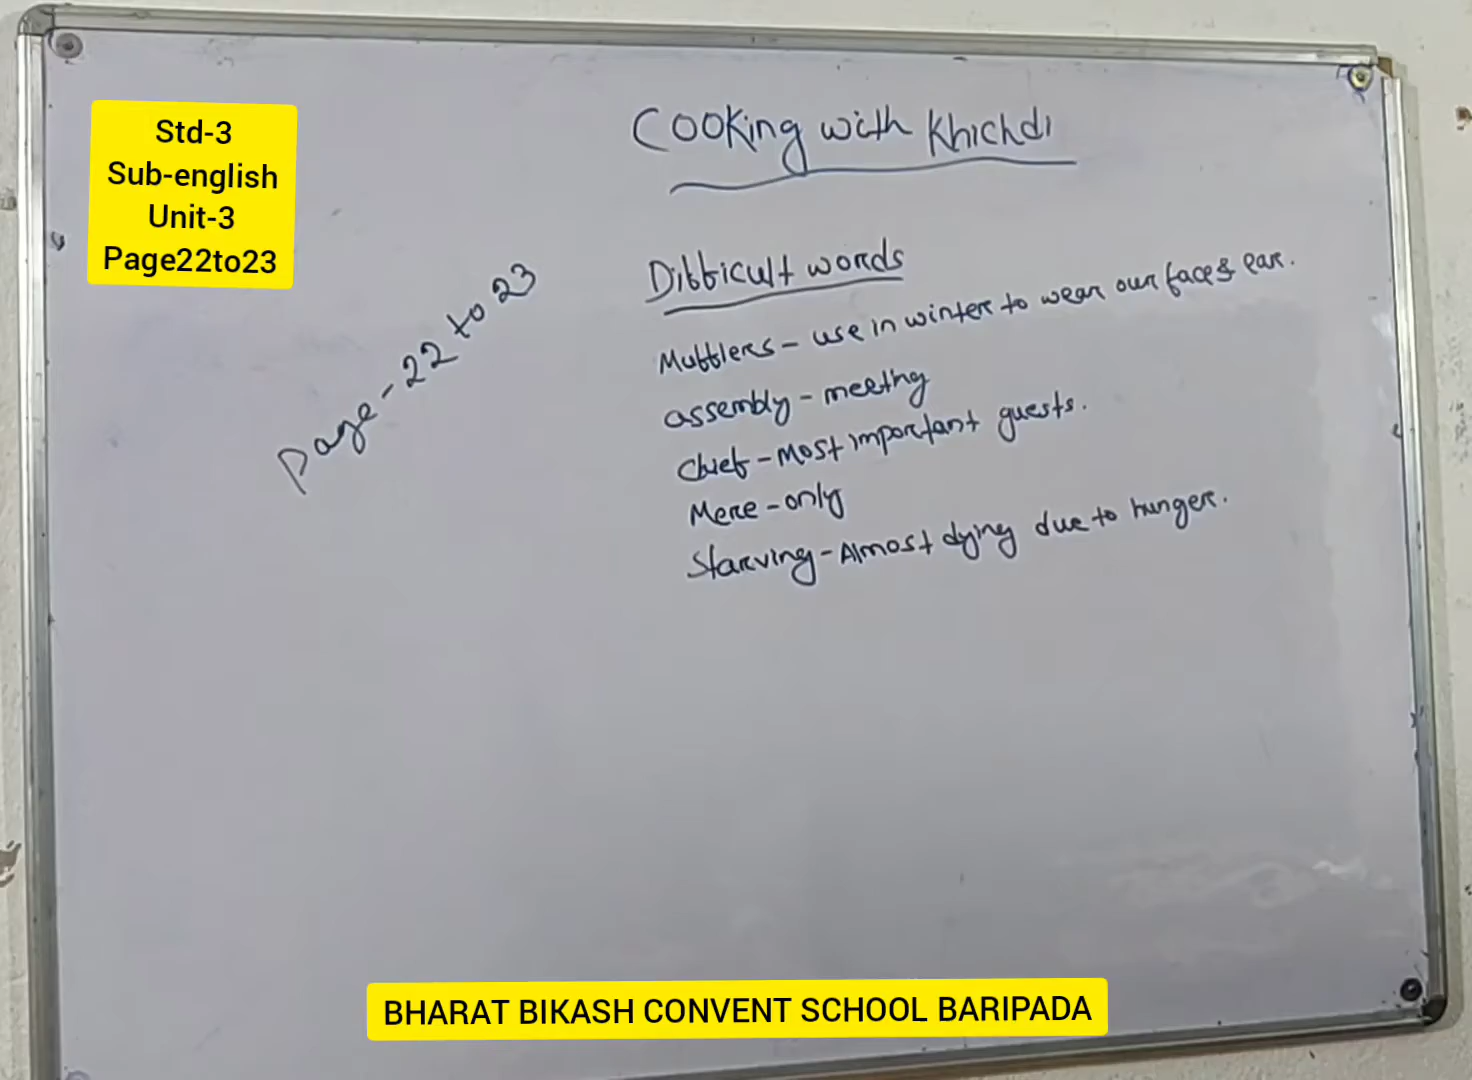 Std-3
Sub-english
Unit-3
Page22to23
Cooking with Khichdi
Page-22 to 23
Difficult words
Mufflers - use in winter to wear our face & ear.
assembly - meeting
Chief - Most important guests.
Mere - only
Starving - Almost dying due to hunger.
BHARAT BIKASH CONVENT SCHOOL BARIPADA